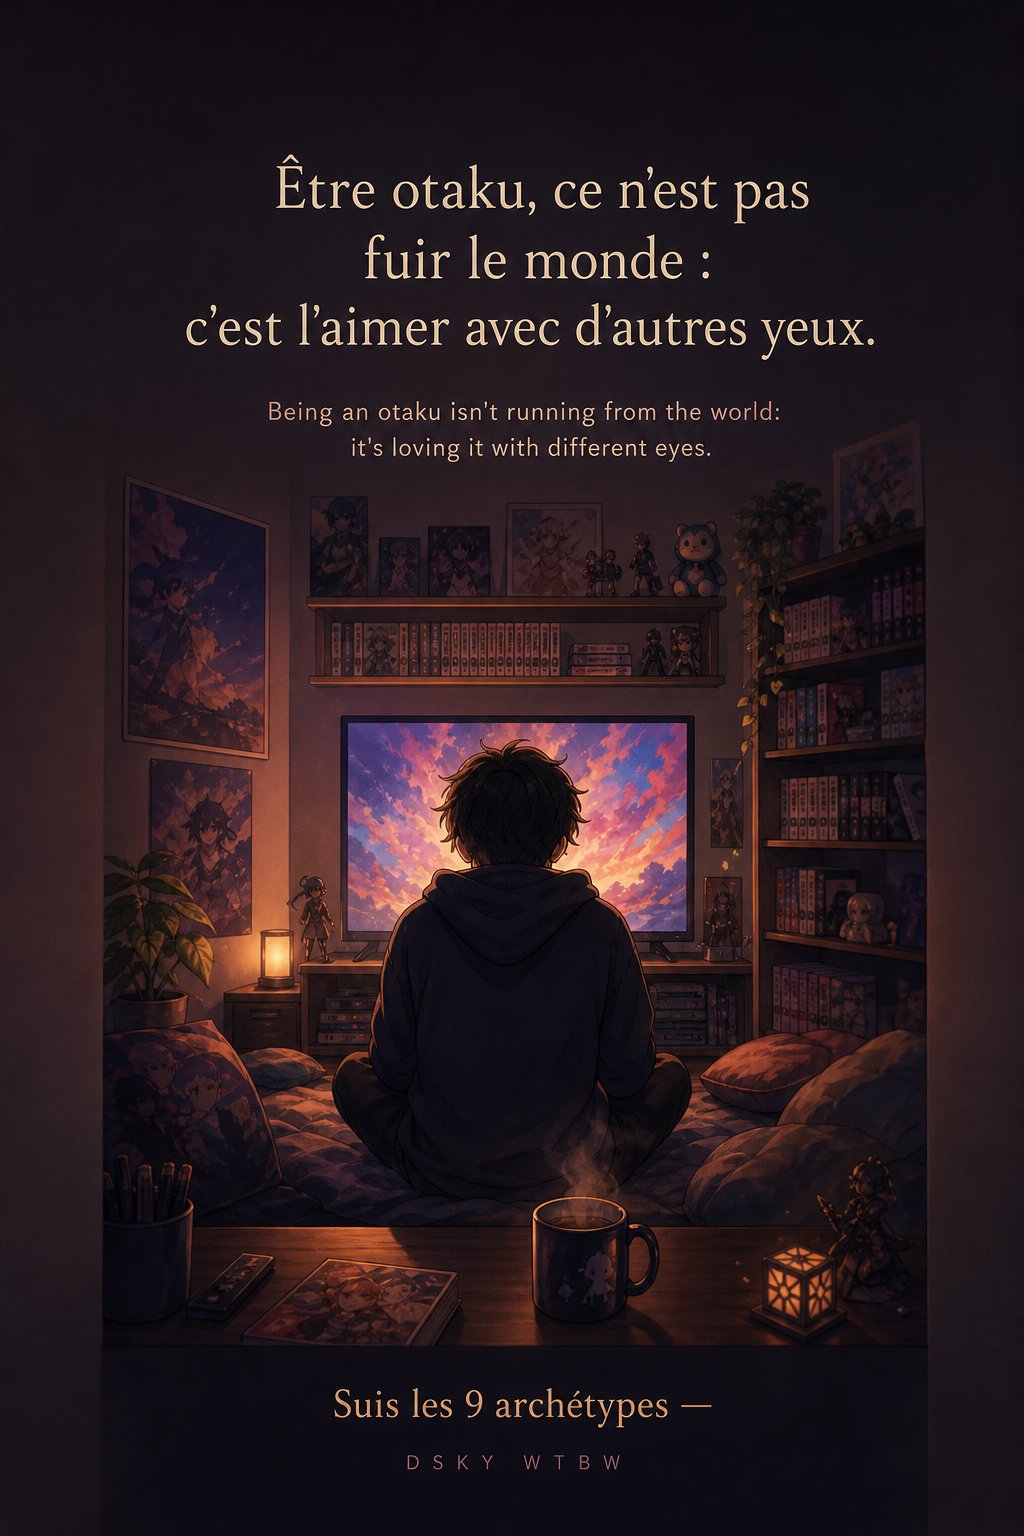 Être otaku, ce n’est pas
fuir le monde :
c’est l’aimer avec d’autres yeux.
Being an otaku isn’t running from the world:
it’s loving it with different eyes.
Suis les 9 archétypes —
DSKY WTBW